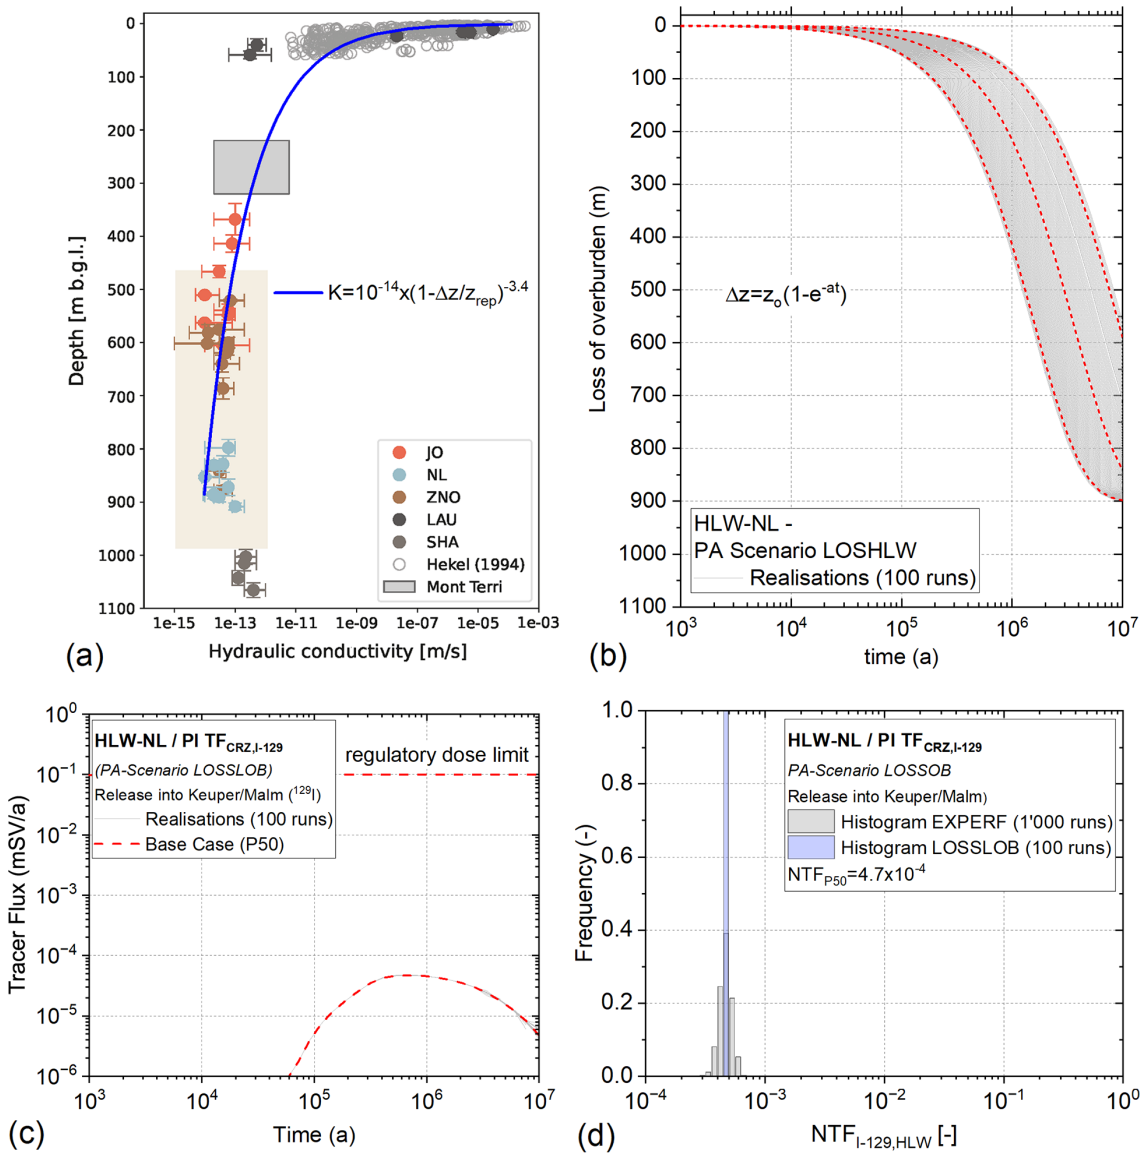 0
100
200
300
400
500
600
700
800
900
1000
1100
Depth [m b.g.l.]
K=10^-14x(1-Δz/z_rep)^-3.4
JO
NL
ZNO
LAU
SHA
Hekel (1994)
Mont Terri
1e-15 1e-13 1e-11 1e-09 1e-07 1e-05 1e-03
Hydraulic conductivity [m/s]
(a)
0
100
200
300
400
500
600
700
800
900
1000
1100
Loss of overburden (m)
Δz=z_o(1-e^-at)
HLW-NL -
PA Scenario LOSHLW
Realisations (100 runs)
10^3 10^4 10^5 10^6 10^7
time (a)
(b)
10^0
10^-1
10^-2
10^-3
10^-4
10^-5
10^-6
Tracer Flux (mSV/a)
HLW-NL / PI TF_CRZ,I-129
(PA-Scenario LOSSLOB)
Release into Keuper/Malm (^129I)
Realisations (100 runs)
Base Case (P50)
regulatory dose limit
10^3 10^4 10^5 10^6 10^7
Time (a)
(c)
1.0
0.8
0.6
0.4
0.2
0.0
Frequency (-)
HLW-NL / PI TF_CRZ,I-129
PA-Scenario LOSSOB
Release into Keuper/Malm)
Histogram EXPERF (1'000 runs)
Histogram LOSSLOB (100 runs)
NTF_P50=4.7x10^-4
10^-4 10^-3 10^-2 10^-1 10^0
NTF_I-129,HLW [-]
(d)